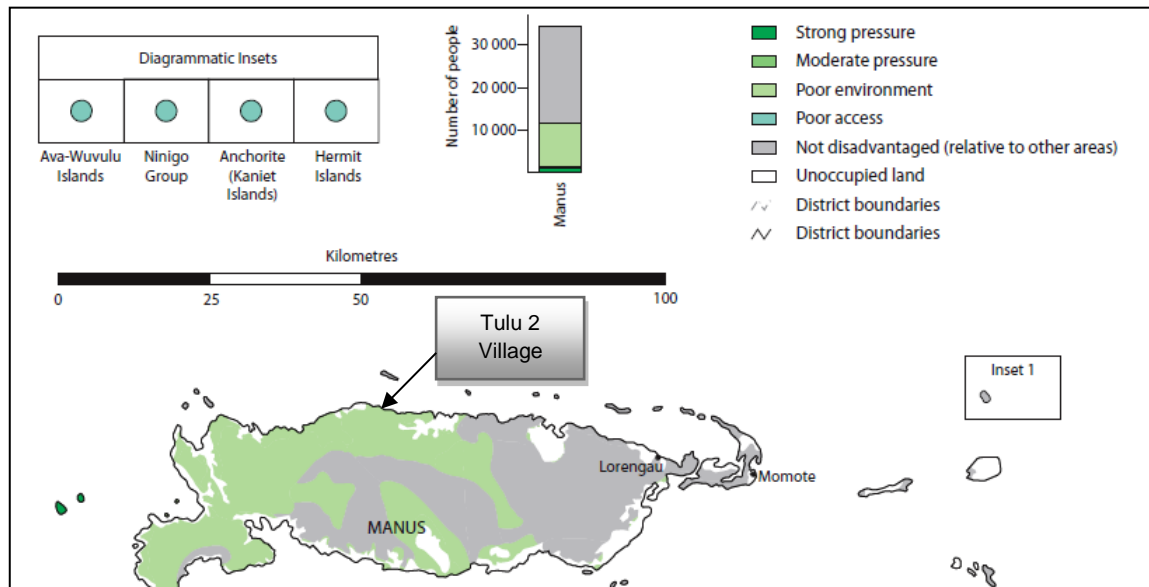 Diagrammatic Insets
Ava-Wuvulu
Islands
Ninigo
Group
Anchorite
(Kaniet
Islands)
Hermit
Islands
Number of people
30 000
20 000
10 000
Manus
Strong pressure
Moderate pressure
Poor environment
Poor access
Not disadvantaged (relative to other areas)
Unoccupied land
District boundaries
District boundaries
Kilometres
0
25
50
100
Tulu 2
Village
Inset 1
Lorengau
Momote
MANUS